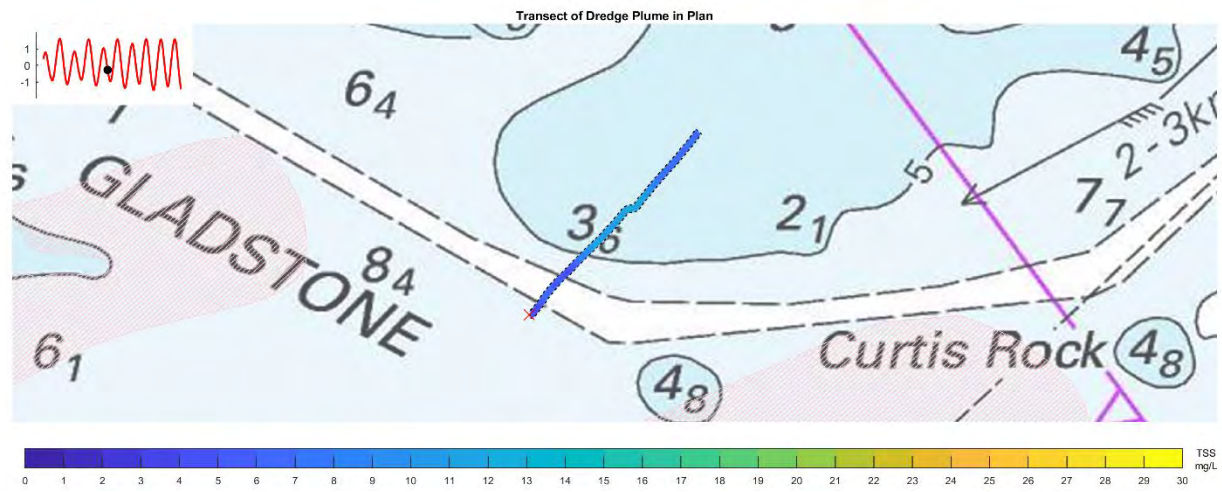 Transect of Dredge Plume in Plan
1
0
-1
6₄
4₅
2-3kn
5
GLADSTONE
3₆
2₁
7₇
8₄
6₁
Curtis Rock
4₈
4₈
TSS
mg/L
0 1 2 3 4 5 6 7 8 9 10 11 12 13 14 15 16 17 18 19 20 21 22 23 24 25 26 27 28 29 30